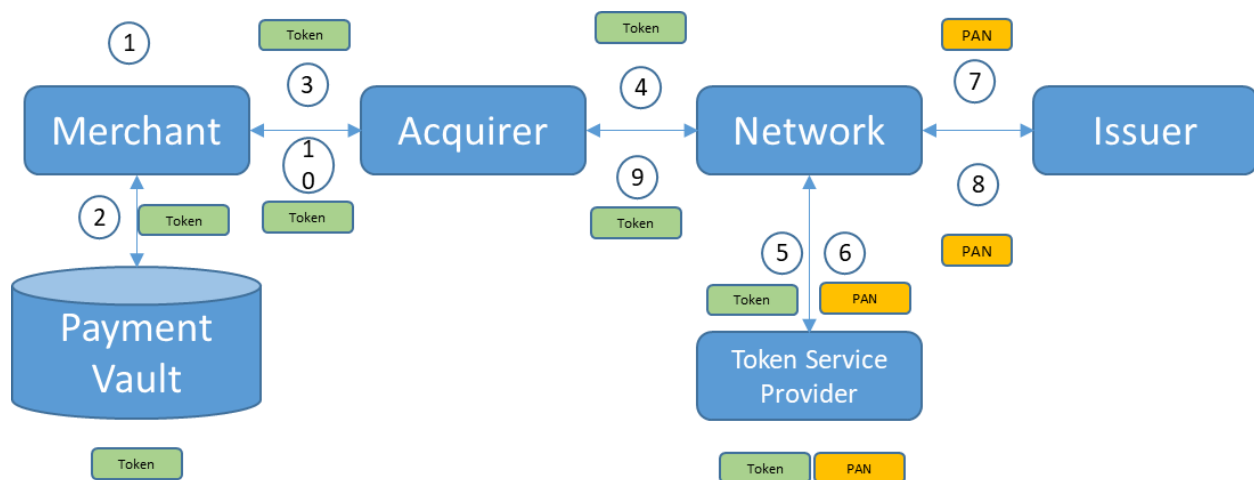 1
Token
Token
PAN
3
4
7
Merchant
Acquirer
Network
Issuer
1
0
9
8
2
Token
Token
Token
PAN
5
6
Token
PAN
Payment
Vault
Token Service
Provider
Token
Token
PAN